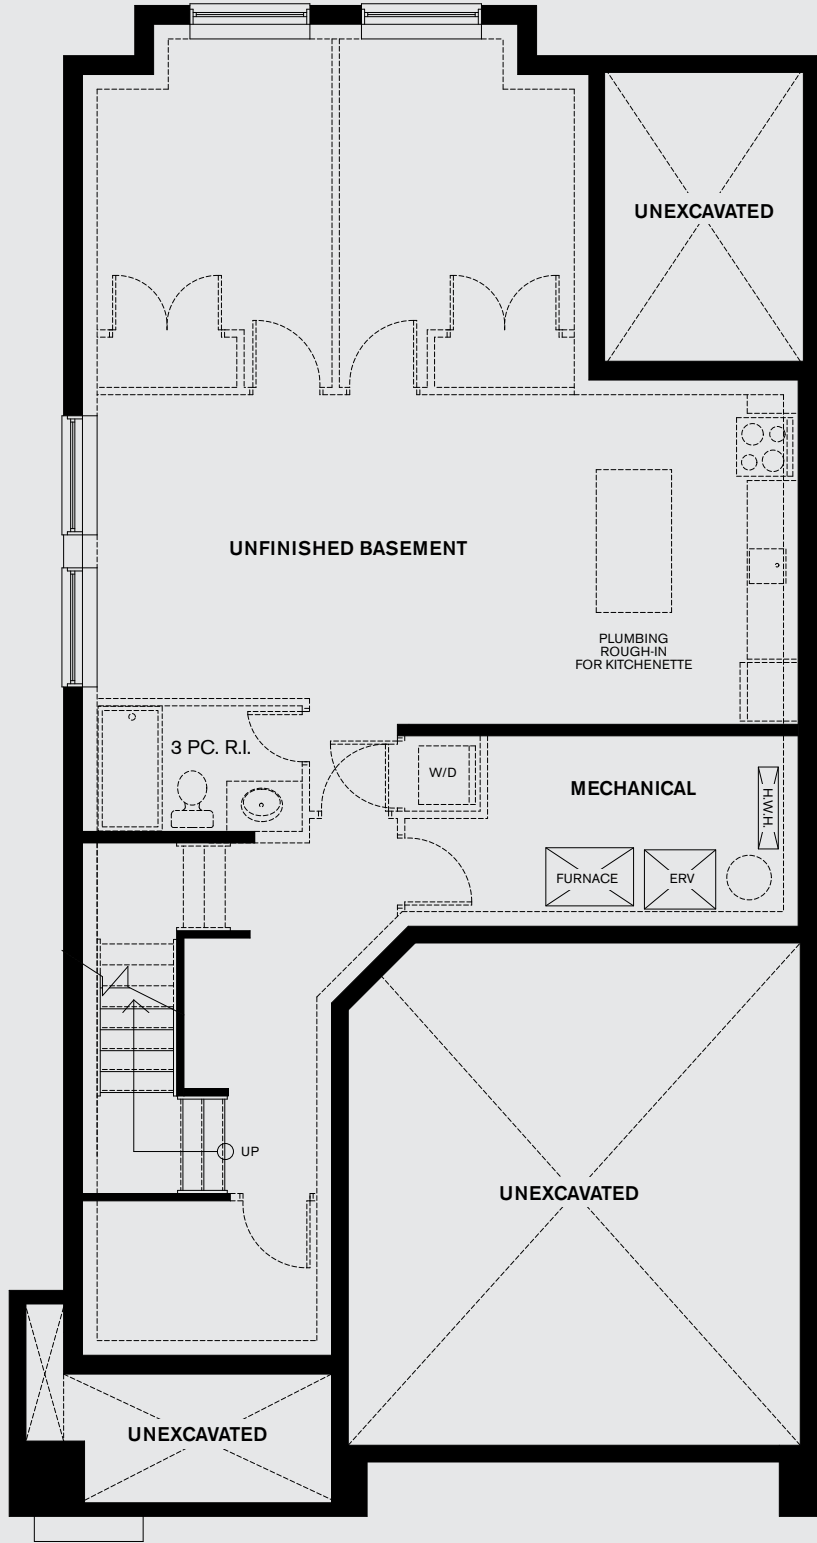 UNEXCAVATED
UNFINISHED BASEMENT
PLUMBING
ROUGH-IN
FOR KITCHENETTE
3 PC. R.I.
W/D
MECHANICAL
H.W.H.
FURNACE
ERV
UP
UNEXCAVATED
UNEXCAVATED